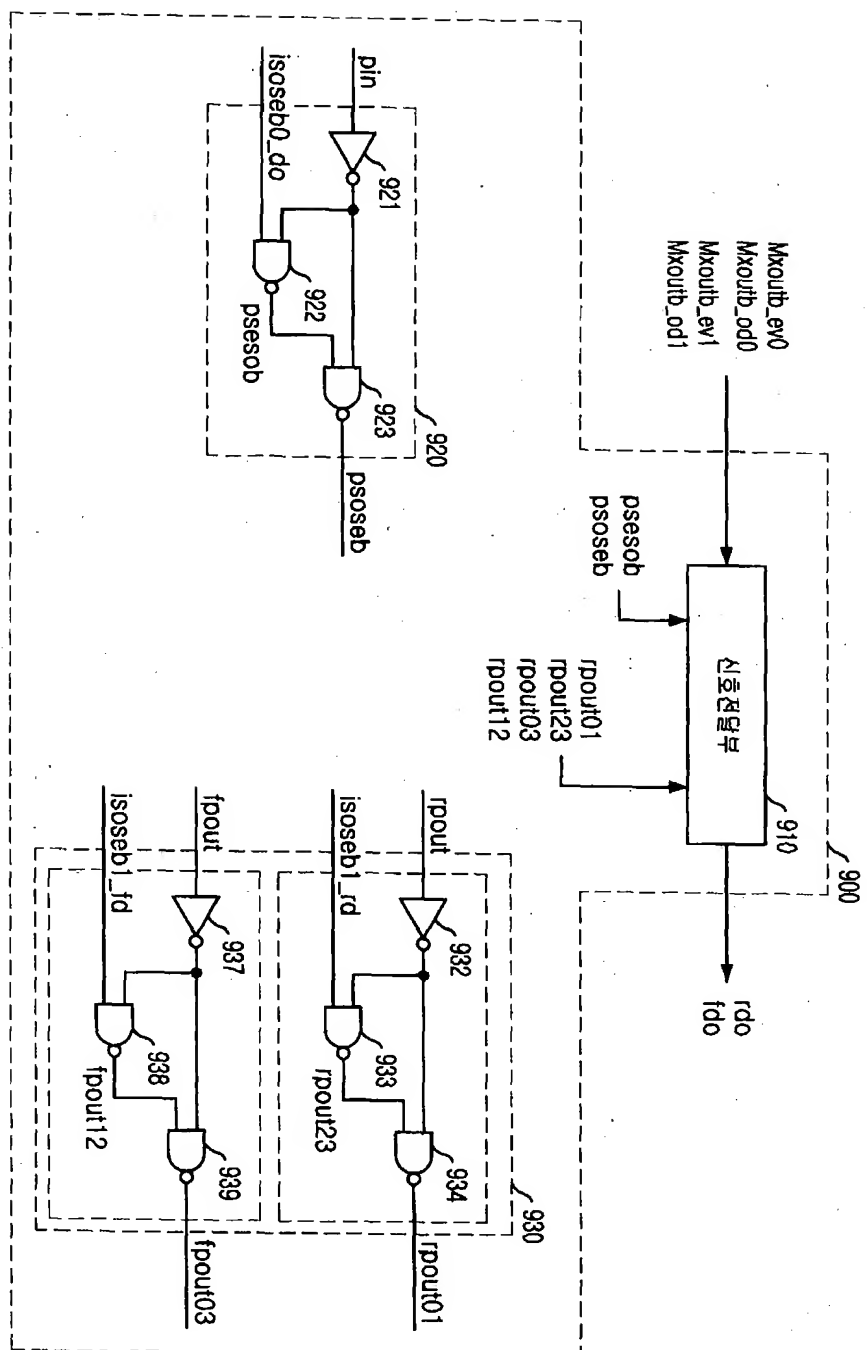 Mxoutb_ev0
Mxoutb_od0
Mxoutb_ev1
Mxoutb_od1
psesob
psoseb
rpout01
rpout23
rpout03
rpout12
신호전달부
910
900
rdo
fdo
pin
isoseb0_do
921
922
psesob
923
920
psoseb
rpout
isoseb1_rd
932
933
rpout23
934
930
rpout01
fpout
isoseb1_fd
937
938
fpout12
939
fpout03